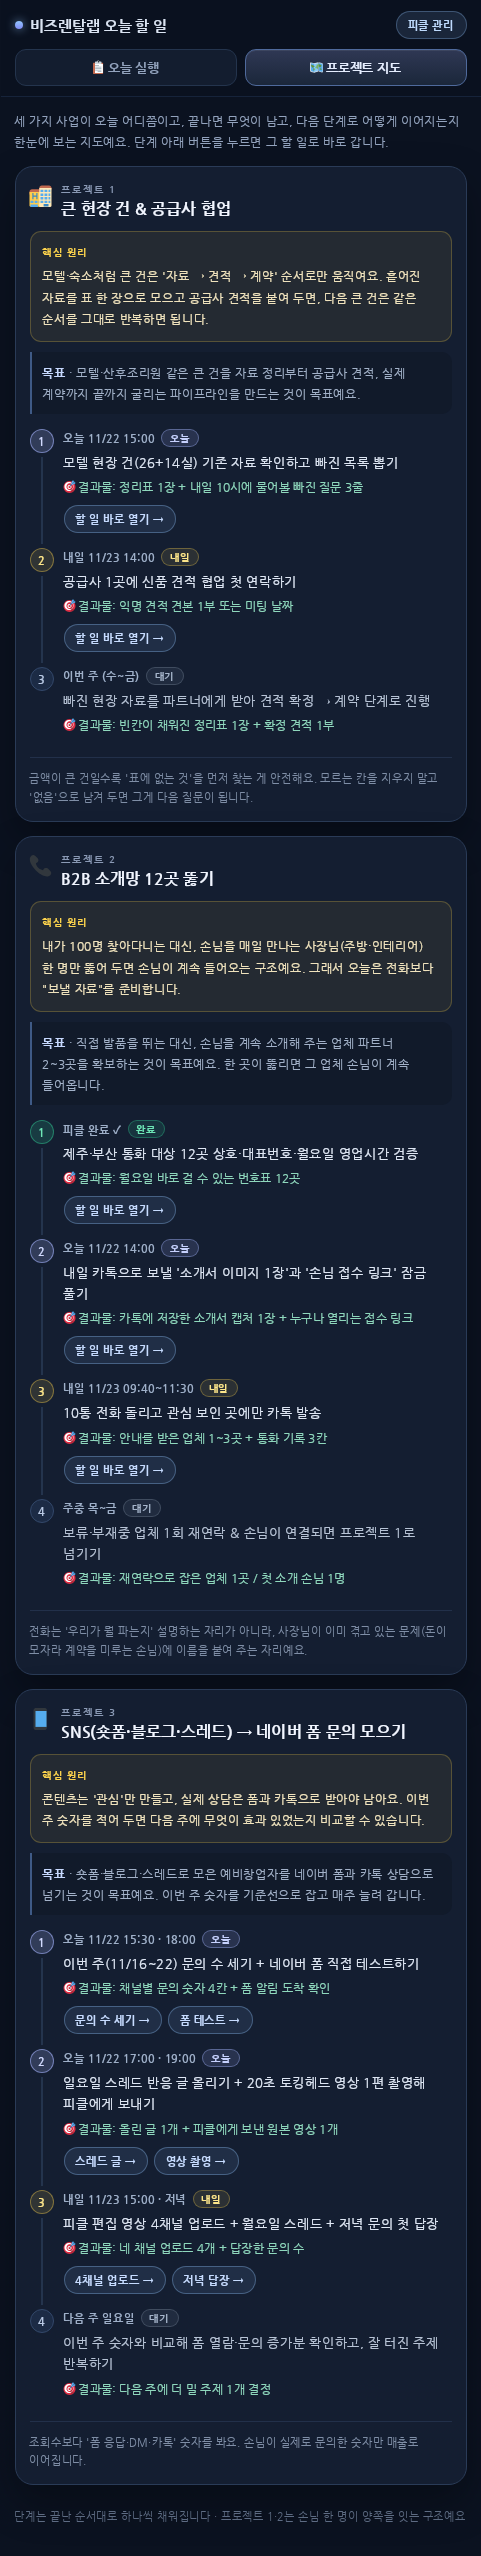 비즈렌탈랩 오늘 할 일
피클 관리
오늘 실행
프로젝트 지도
세 가지 사업이 오늘 어디쯤이고, 끝나면 무엇이 남고, 다음 단계로 어떻게 이어지는지
한눈에 보는 지도예요. 단계 아래 버튼을 누르면 그 할 일로 바로 갑니다.
프로젝트 1
큰 현장 건 & 공급사 협업
핵심 원리
모텔·숙소처럼 큰 건은 '자료 → 견적 → 계약' 순서로만 움직여요. 흩어진
자료를 표 한 장으로 모으고 공급사 견적을 붙여 두면, 다음 큰 건은 같은
순서를 그대로 반복하면 됩니다.
목표 · 모텔·산후조리원 같은 큰 건을 자료 정리부터 공급사 견적, 실제
계약까지 끝까지 굴리는 파이프라인을 만드는 것이 목표예요.
1
오늘 11/22 15:00 오늘
모텔 현장 건(26+14실) 기존 자료 확인하고 빠진 목록 뽑기
결과물: 정리표 1장 + 내일 10시에 물어볼 빠진 질문 3줄
할 일 바로 열기 →
2
내일 11/23 14:00 내일
공급사 1곳에 신품 견적 협업 첫 연락하기
결과물: 익명 견적 견본 1부 또는 미팅 날짜
할 일 바로 열기 →
3
이번 주 (수~금) 대기
빠진 현장 자료를 파트너에게 받아 견적 확정 → 계약 단계로 진행
결과물: 빈칸이 채워진 정리표 1장 + 확정 견적 1부
금액이 큰 건일수록 '표에 없는 것'을 먼저 찾는 게 안전해요. 모르는 칸을 지우지 말고
'없음'으로 남겨 두면 그게 다음 질문이 됩니다.
프로젝트 2
B2B 소개망 12곳 뚫기
핵심 원리
내가 100명 찾아다니는 대신, 손님을 매일 만나는 사장님(주방·인테리어)
한 명만 뚫어 두면 손님이 계속 들어오는 구조예요. 그래서 오늘은 전화보다
"보낼 자료"를 준비합니다.
목표 · 직접 발품을 뛰는 대신, 손님을 계속 소개해 주는 업체 파트너
2~3곳을 확보하는 것이 목표예요. 한 곳이 뚫리면 그 업체 손님이 계속
들어옵니다.
1
피클 완료 ✓ 완료
제주·부산 통화 대상 12곳 상호·대표번호·월요일 영업시간 검증
결과물: 월요일 바로 걸 수 있는 번호표 12곳
할 일 바로 열기 →
2
오늘 11/22 14:00 오늘
내일 카톡으로 보낼 '소개서 이미지 1장'과 '손님 접수 링크' 잠금
풀기
결과물: 카톡에 저장한 소개서 캡처 1장 + 누구나 열리는 접수 링크
할 일 바로 열기 →
3
내일 11/23 09:40~11:30 내일
10통 전화 돌리고 관심 보인 곳에만 카톡 발송
결과물: 안내를 받은 업체 1~3곳 + 통화 기록 3칸
할 일 바로 열기 →
4
주중 목~금 대기
보류·부재중 업체 1회 재연락 & 손님이 연결되면 프로젝트 1로
넘기기
결과물: 재연락으로 잡은 업체 1곳 / 첫 소개 손님 1명
전화는 '우리가 뭘 파는지' 설명하는 자리가 아니라, 사장님이 이미 겪고 있는 문제(돈이
모자라 계약을 미루는 손님)에 이름을 붙여 주는 자리예요.
프로젝트 3
SNS(숏폼·블로그·스레드) → 네이버 폼 문의 모으기
핵심 원리
콘텐츠는 '관심'만 만들고, 실제 상담은 폼과 카톡으로 받아야 남아요. 이번
주 숫자를 적어 두면 다음 주에 무엇이 효과 있었는지 비교할 수 있습니다.
목표 · 숏폼·블로그·스레드로 모은 예비창업자를 네이버 폼과 카톡 상담으로
넘기는 것이 목표예요. 이번 주 숫자를 기준선으로 잡고 매주 늘려 갑니다.
1
오늘 11/22 15:30 · 18:00 오늘
이번 주(11/16~22) 문의 수 세기 + 네이버 폼 직접 테스트하기
결과물: 채널별 문의 숫자 4칸 + 폼 알림 도착 확인
문의 수 세기 → 폼 테스트 →
2
오늘 11/22 17:00 · 19:00 오늘
일요일 스레드 반응 글 올리기 + 20초 토킹헤드 영상 1편 촬영해
피클에게 보내기
결과물: 올린 글 1개 + 피클에게 보낸 원본 영상 1개
스레드 글 → 영상 촬영 →
3
내일 11/23 15:00 · 저녁 내일
피클 편집 영상 4채널 업로드 + 월요일 스레드 + 저녁 문의 첫 답장
결과물: 네 채널 업로드 4개 + 답장한 문의 수
4채널 업로드 → 저녁 답장 →
4
다음 주 일요일 대기
이번 주 숫자와 비교해 폼 열람·문의 증가분 확인하고, 잘 터진 주제
반복하기
결과물: 다음 주에 더 밀 주제 1개 결정
조회수보다 '폼 응답·DM·카톡' 숫자를 봐요. 손님이 실제로 문의한 숫자만 매출로
이어집니다.
단계는 끝난 순서대로 하나씩 채워집니다 · 프로젝트 1·2는 손님 한 명이 양쪽을 잇는 구조예요